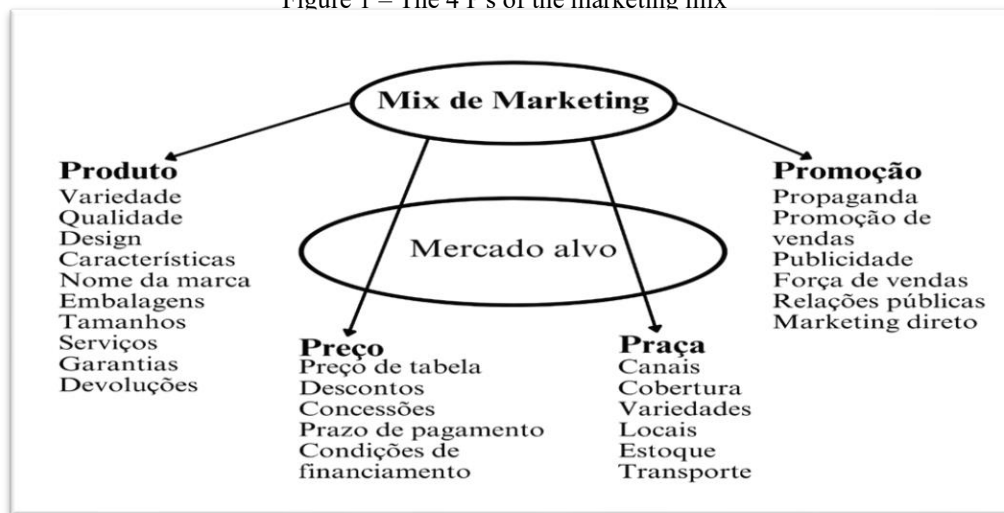 Figure 1 – The 4 P's of the marketing mix
Mix de Marketing
Produto
Variedade
Qualidade
Design
Características
Nome da marca
Embalagens
Tamanhos
Serviços
Garantias
Devoluções
Mercado alvo
Preço
Preço de tabela
Descontos
Concessões
Prazo de pagamento
Condições de
financiamento
Praça
Canais
Cobertura
Variedades
Locais
Estoque
Transporte
Promoção
Propaganda
Promoção de
vendas
Publicidade
Força de vendas
Relações públicas
Marketing direto